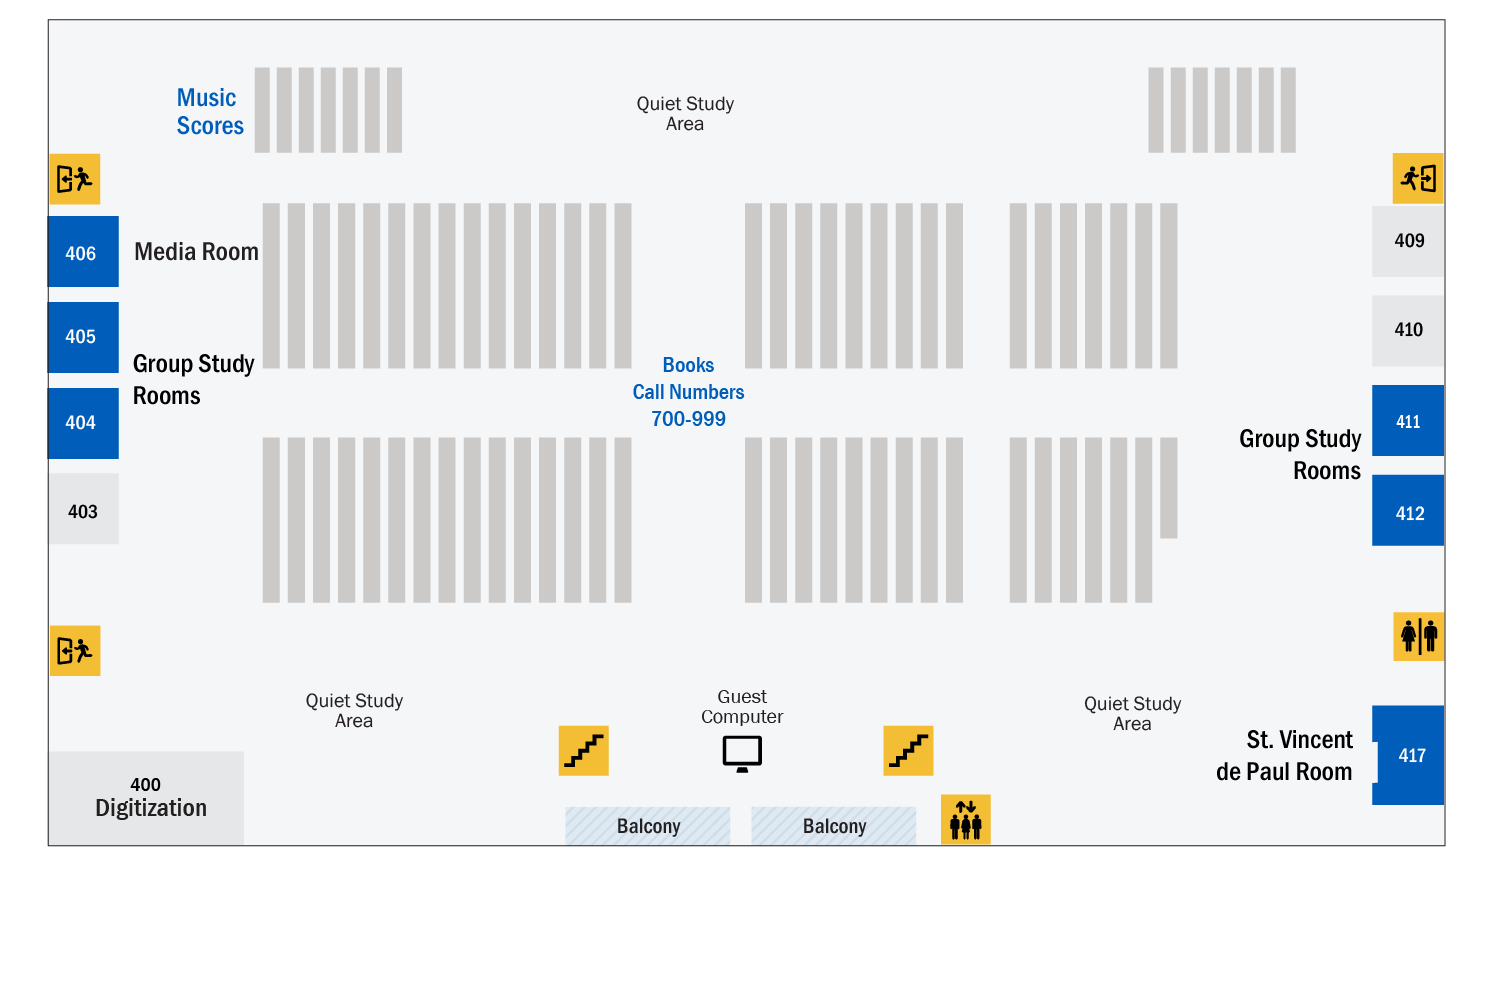 Music
Scores
Quiet Study
Area
406
Media Room
409
405
410
Group Study
Rooms
Books
Call Numbers
700-999
404
411
Group Study
Rooms
403
412
Quiet Study
Area
Guest
Computer
Quiet Study
Area
St. Vincent
de Paul Room
417
400
Digitization
Balcony
Balcony